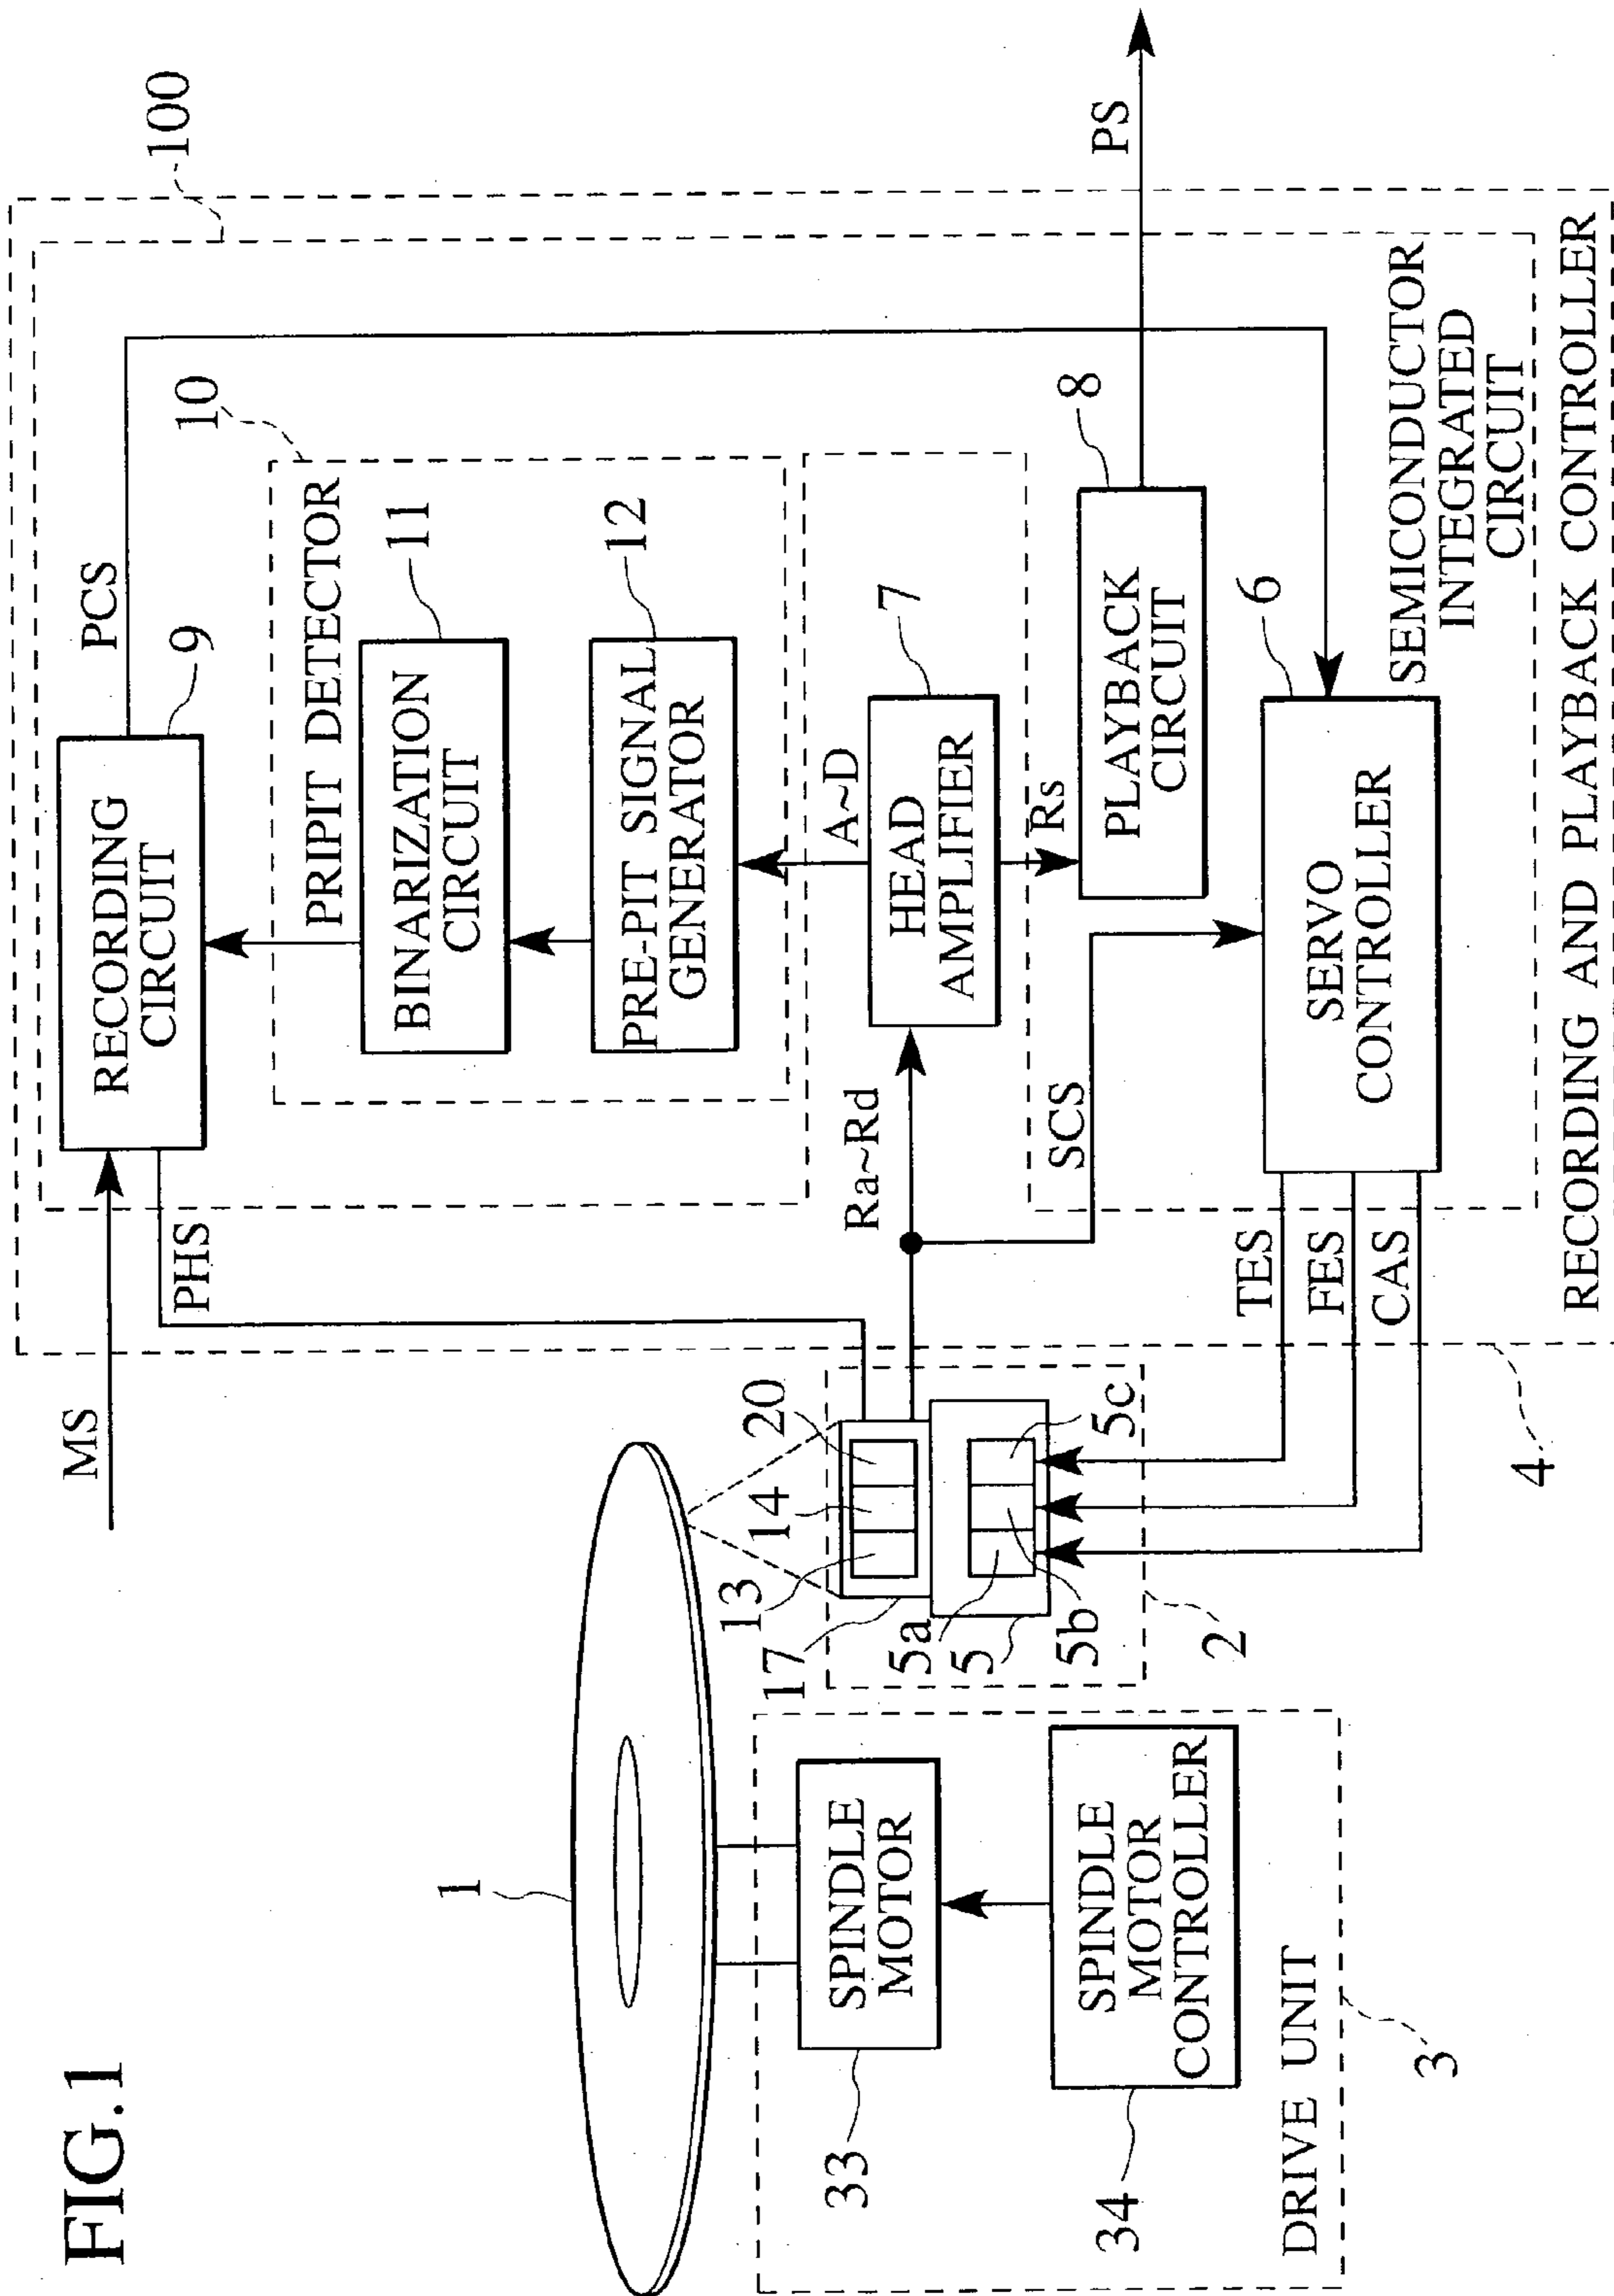 FIG.1
MS
PHS
RECORDING
CIRCUIT
9
PCS
100
10
PRIPIT DETECTOR
BINARIZATION
CIRCUIT
11
PRE-PIT SIGNAL
GENERATOR
12
A~D
Ra~Rd
HEAD
AMPLIFIER
7
Rs
SCS
PLAYBACK
CIRCUIT
8
PS
SERVO
CONTROLLER
6
SEMICONDUCTOR
INTEGRATED
CIRCUIT
RECORDING AND PLAYBACK CONTROLLER
TES
FES
CAS
4
1
13
14
20
17
5a
5
5b
5c
5
2
SPINDLE
MOTOR
33
SPINDLE
MOTOR
CONTROLLER
34
DRIVE UNIT
3